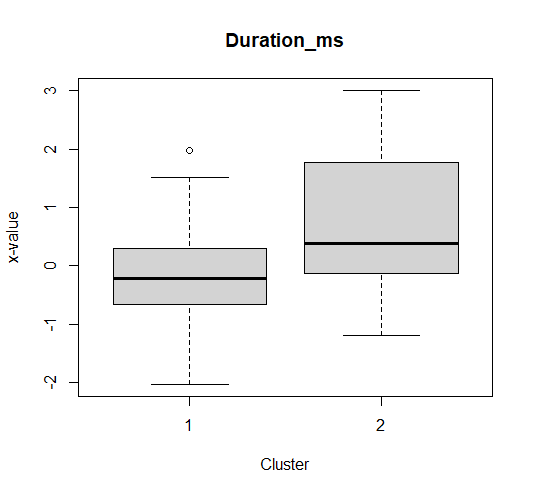 Duration_ms
3
2
1
0
-1
-2
x-value
1
2
Cluster